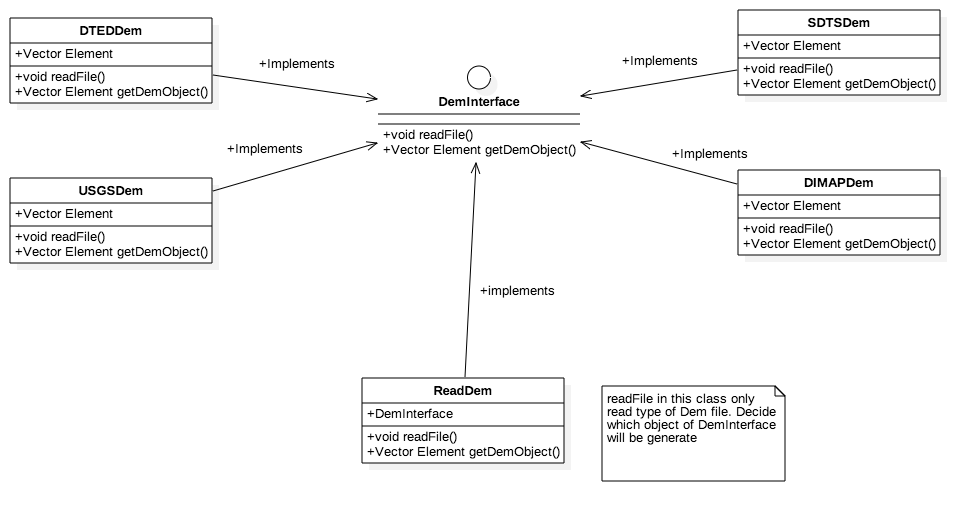 DTEDDem
+Vector Element
+void readFile()
+Vector Element getDemObject()
+Implements
DemInterface
+void readFile()
+Vector Element getDemObject()
+Implements
SDTSDem
+Vector Element
+void readFile()
+Vector Element getDemObject()
+Implements
USGSDem
+Vector Element
+void readFile()
+Vector Element getDemObject()
+Implements
DIMAPDem
+Vector Element
+void readFile()
+Vector Element getDemObject()
+implements
ReadDem
+DemInterface
+void readFile()
+Vector Element getDemObject()
readFile in this class only
read type of Dem file. Decide
which object of DemInterface
will be generate